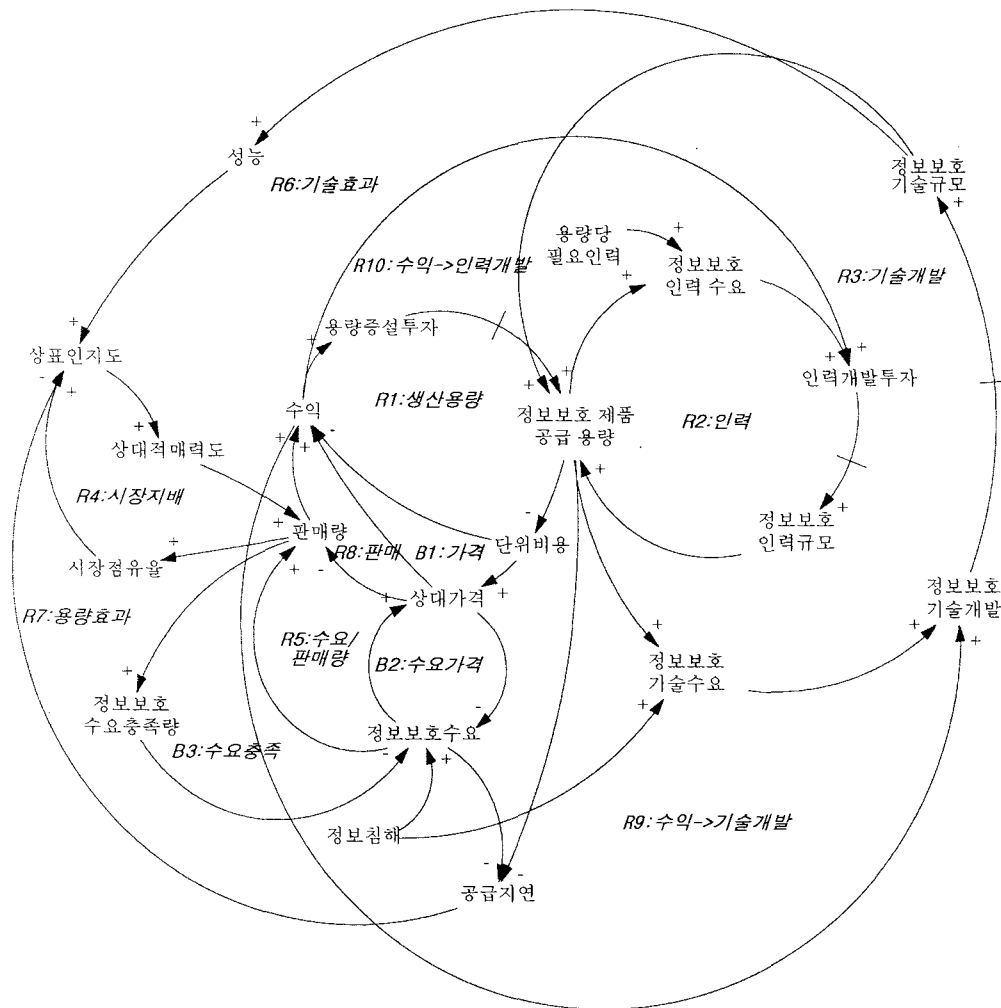 성능
R6:기술효과
정보보호
기술규모
용량당
필요인력
R10:수익->인력개발
정보보호
인력 수요
R3:기술개발
용량증설투자
상표인지도
인력개발투자
R1:생산용량
수익
정보보호 제품
공급 용량
R2:인력
상대적매력도
R4:시장지배
판매량
정보보호
인력규모
R8:판매
B1:가격
단위비용
시장점유율
정보보호
기술개발
상대가격
R7:용량효과
R5:수요/
판매량
B2:수요가격
정보보호
기술수요
정보보호
수요충족량
정보보호수요
B3:수요충족
정보침해
R9:수익->기술개발
공급지연